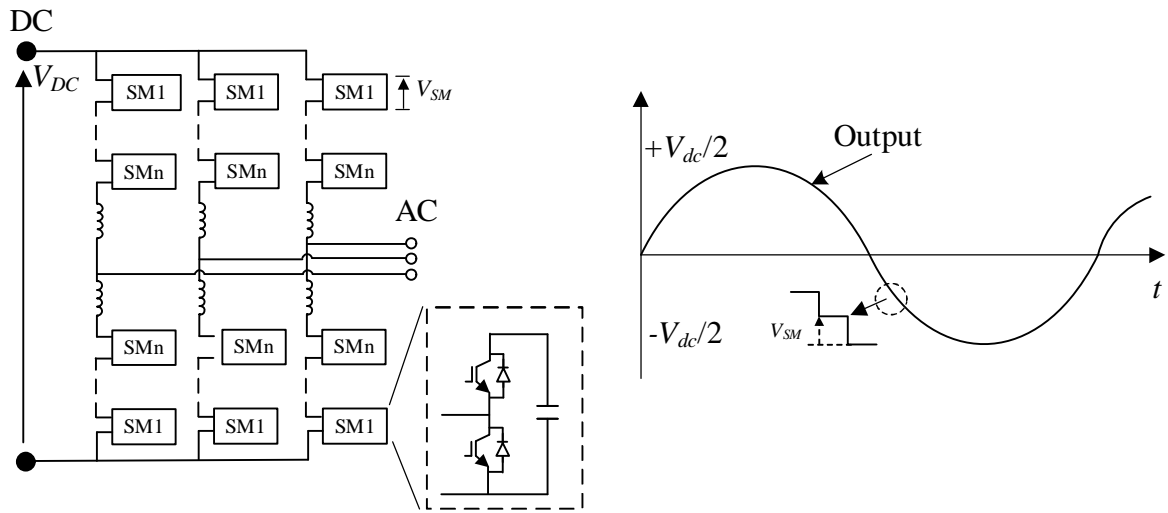 DC
V_DC
SM1 SM1 SM1 V_SM
SMn SMn SMn
AC
SMn SMn SMn
SM1 SM1 SM1
+V_dc/2
Output
t
V_SM
-V_dc/2